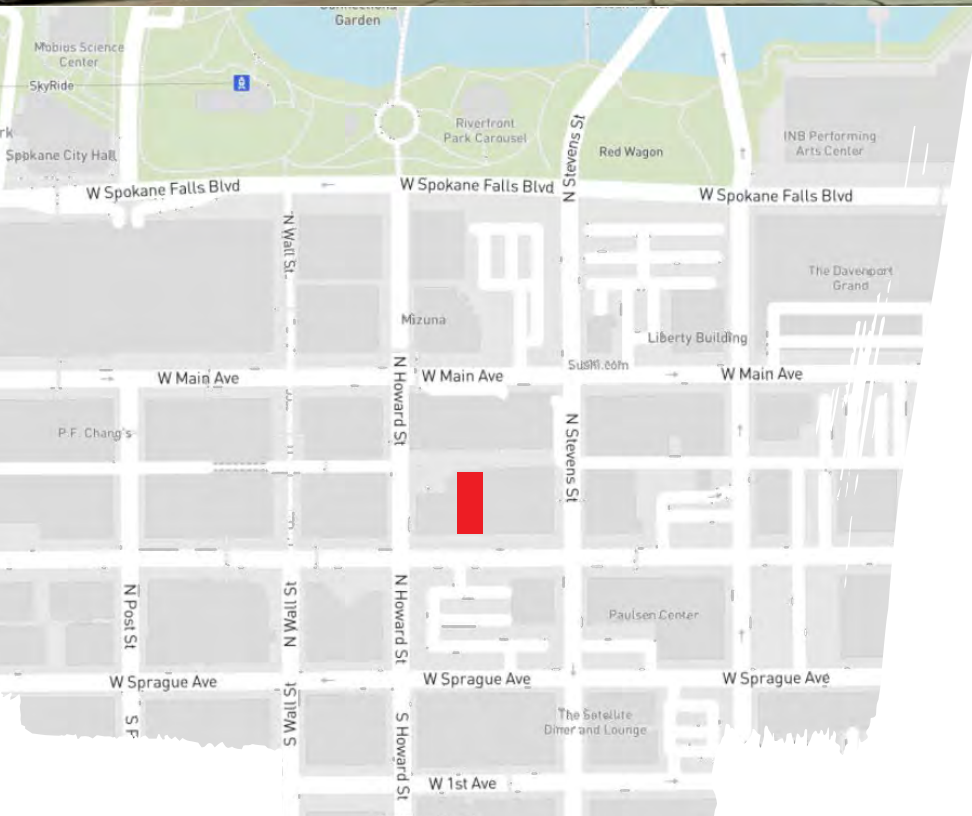 Garden
Mobius Science
Center
SkyRide
rk
Spokane City Hall
Riverfront
Park Carousel
N Stevens St
Red Wagon
INB Performing
Arts Center
W Spokane Falls Blvd
W Spokane Falls Blvd
W Spokane Falls Blvd
N Wall St
The Davenport
Grand
Mizuna
Liberty Building
Sushi.com
W Main Ave
W Main Ave
W Main Ave
N Howard St
P.F. Chang's
N Stevens St
N Post St
N Wall St
N Howard St
Paulsen Center
W Sprague Ave
W Sprague Ave
W Sprague Ave
S Wall St
S Howard St
The Satellite
Diner and Lounge
W 1st Ave